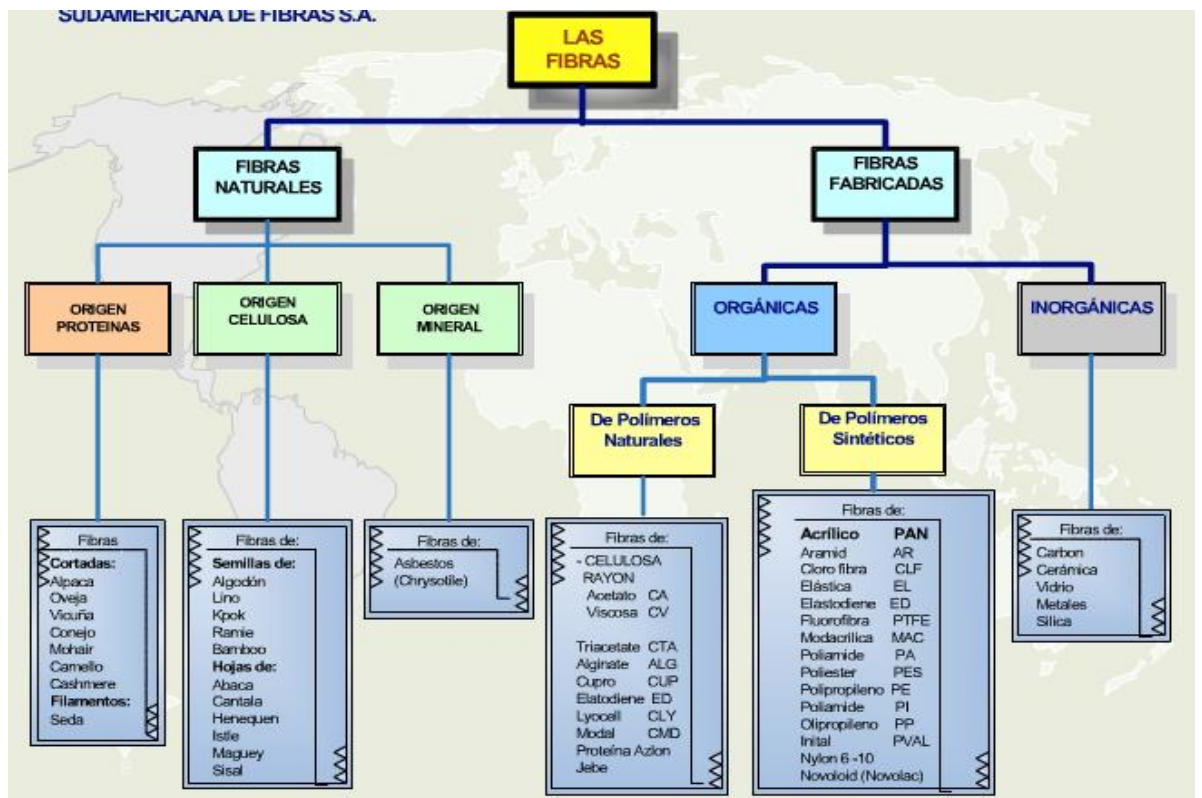 SUDAMERICANA DE FIBRAS S.A.
LAS
FIBRAS
FIBRAS
NATURALES
FIBRAS
FABRICADAS
ORIGEN
PROTEINAS
ORIGEN
CELULOSA
ORIGEN
MINERAL
ORGÁNICAS
INORGÁNICAS
De Polímeros
Naturales
De Polímeros
Sintéticos
Fibras
Cortadas:
Alpaca
Oveja
Vicuña
Conejo
Mohair
Camello
Cashmere
Filamentos:
Seda
Fibras de:
Semillas de:
Algodón
Lino
Kpok
Ramie
Bamboo
Hojas de:
Abaca
Cantala
Henequen
Istle
Maguey
Sisal
Fibras de:
Asbestos
(Chrysotile)
Fibras de:
- CELULOSA
RAYON
Acetato CA
Viscosa CV
Triacetate CTA
Alginate ALG
Cupro CUP
Elatodiene ED
Lyocell CLY
Modal CMD
Proteína Azlon
Jebe
Fibras de:
Acrílico PAN
Aramid AR
Cloro fibra CLF
Elástica EL
Elastodiene ED
Fluorofibra PTFE
Modacrilica MAC
Poliamide PA
Poliester PES
Polipropileno PE
Poliamide PI
Olipropileno PP
Inital PVAL
Nylon 6 -10
Novoloid (Novolac)
Fibras de:
Carbon
Cerámica
Vidrio
Metales
Silica